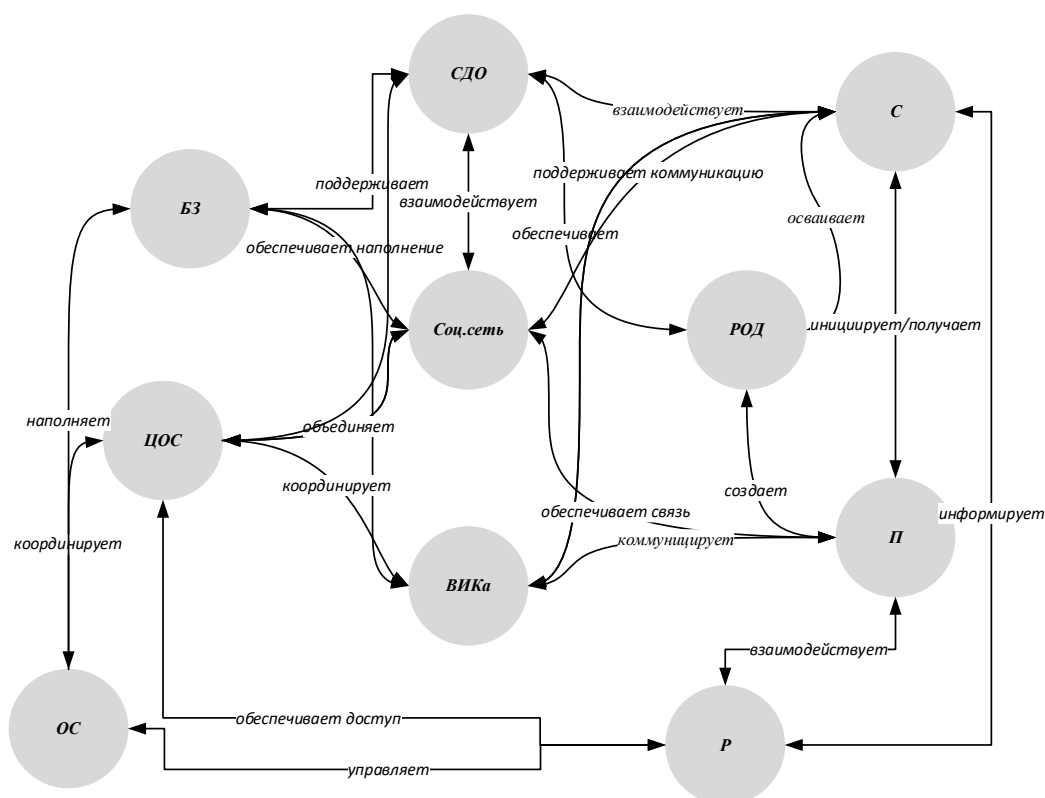 СДО
С
взаимодействует
поддерживает коммуникацию
поддерживает
взаимодействует
БЗ
осваивает
обеспечивает
обеспечивает наполнение
Соц.сеть
РОД
инициирует/получает
наполняет
объединяет
ЦОС
координирует
создает
обеспечивает связь
информирует
коммуницирует
П
координирует
ВИКа
взаимодействует
обеспечивает доступ
ОС
Р
управляет